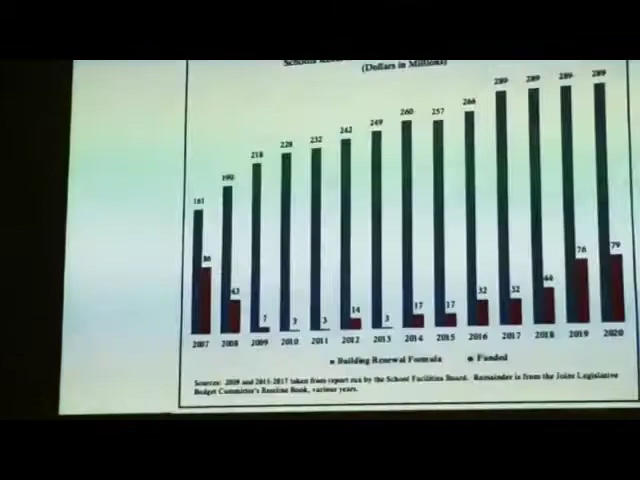 (Dollars in Millions)
289 289 289 289
260 257 266
228 232 242 249
218
190
161
86 43 7 3 3 14 3 17 17 32 32 44 76 79
2007 2008 2009 2010 2011 2012 2013 2014 2015 2016 2017 2018 2019 2020
Building Renewal Formula Funded
Sources: 2009 and 2015-2017 taken from report run by the School Facilities Board. Remainder is from the Joint Legislative
Budget Committee's Baseline Book, various years.